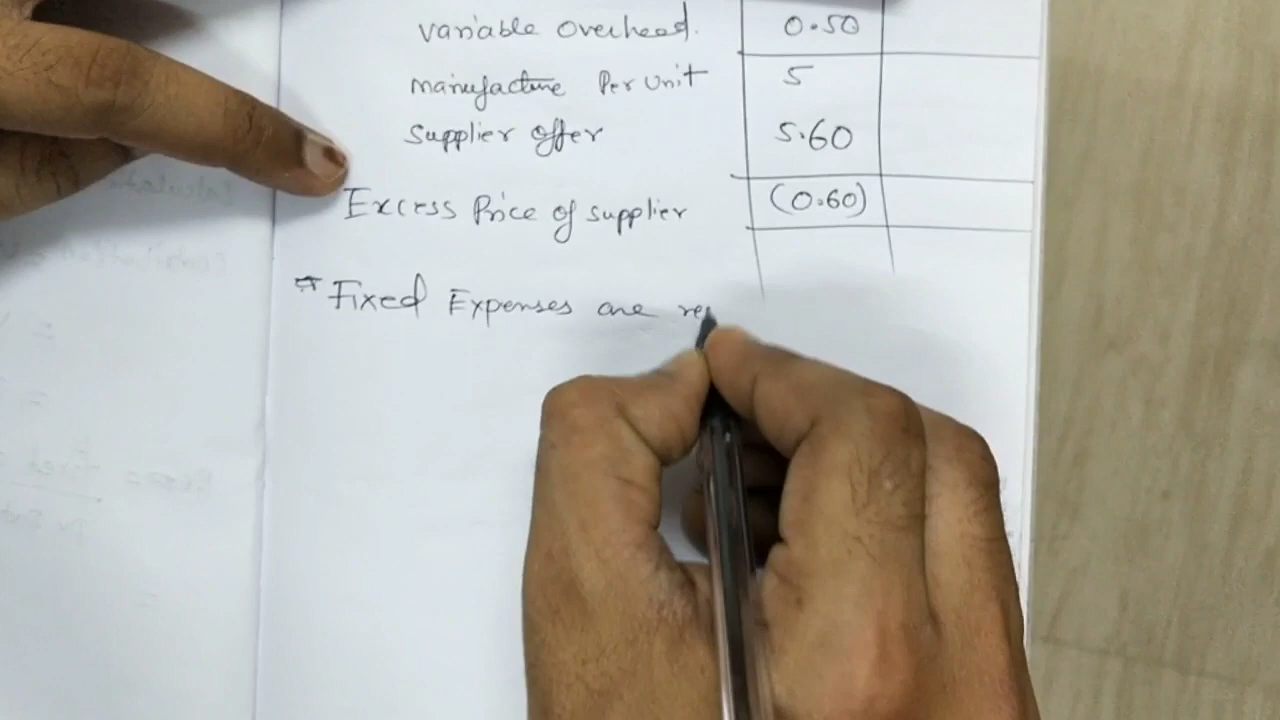 variable overhead. 0.50
manufacture Per unit 5
supplier offer 5.60
Excess Price of supplier (0.60)
* Fixed Expenses are re